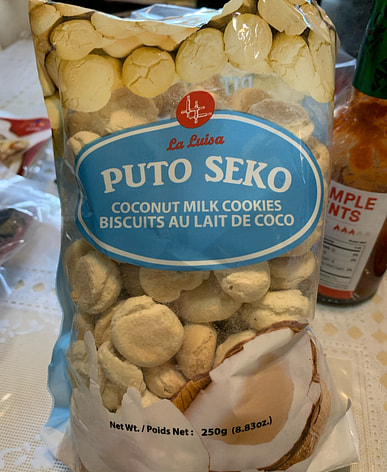 La Luisa
PUTO SEKO
COCONUT MILK COOKIES
BISCUITS AU LAIT DE COCO
MPLE
NTS
Net Wt. / Poids Net : 250g (8.83oz.)